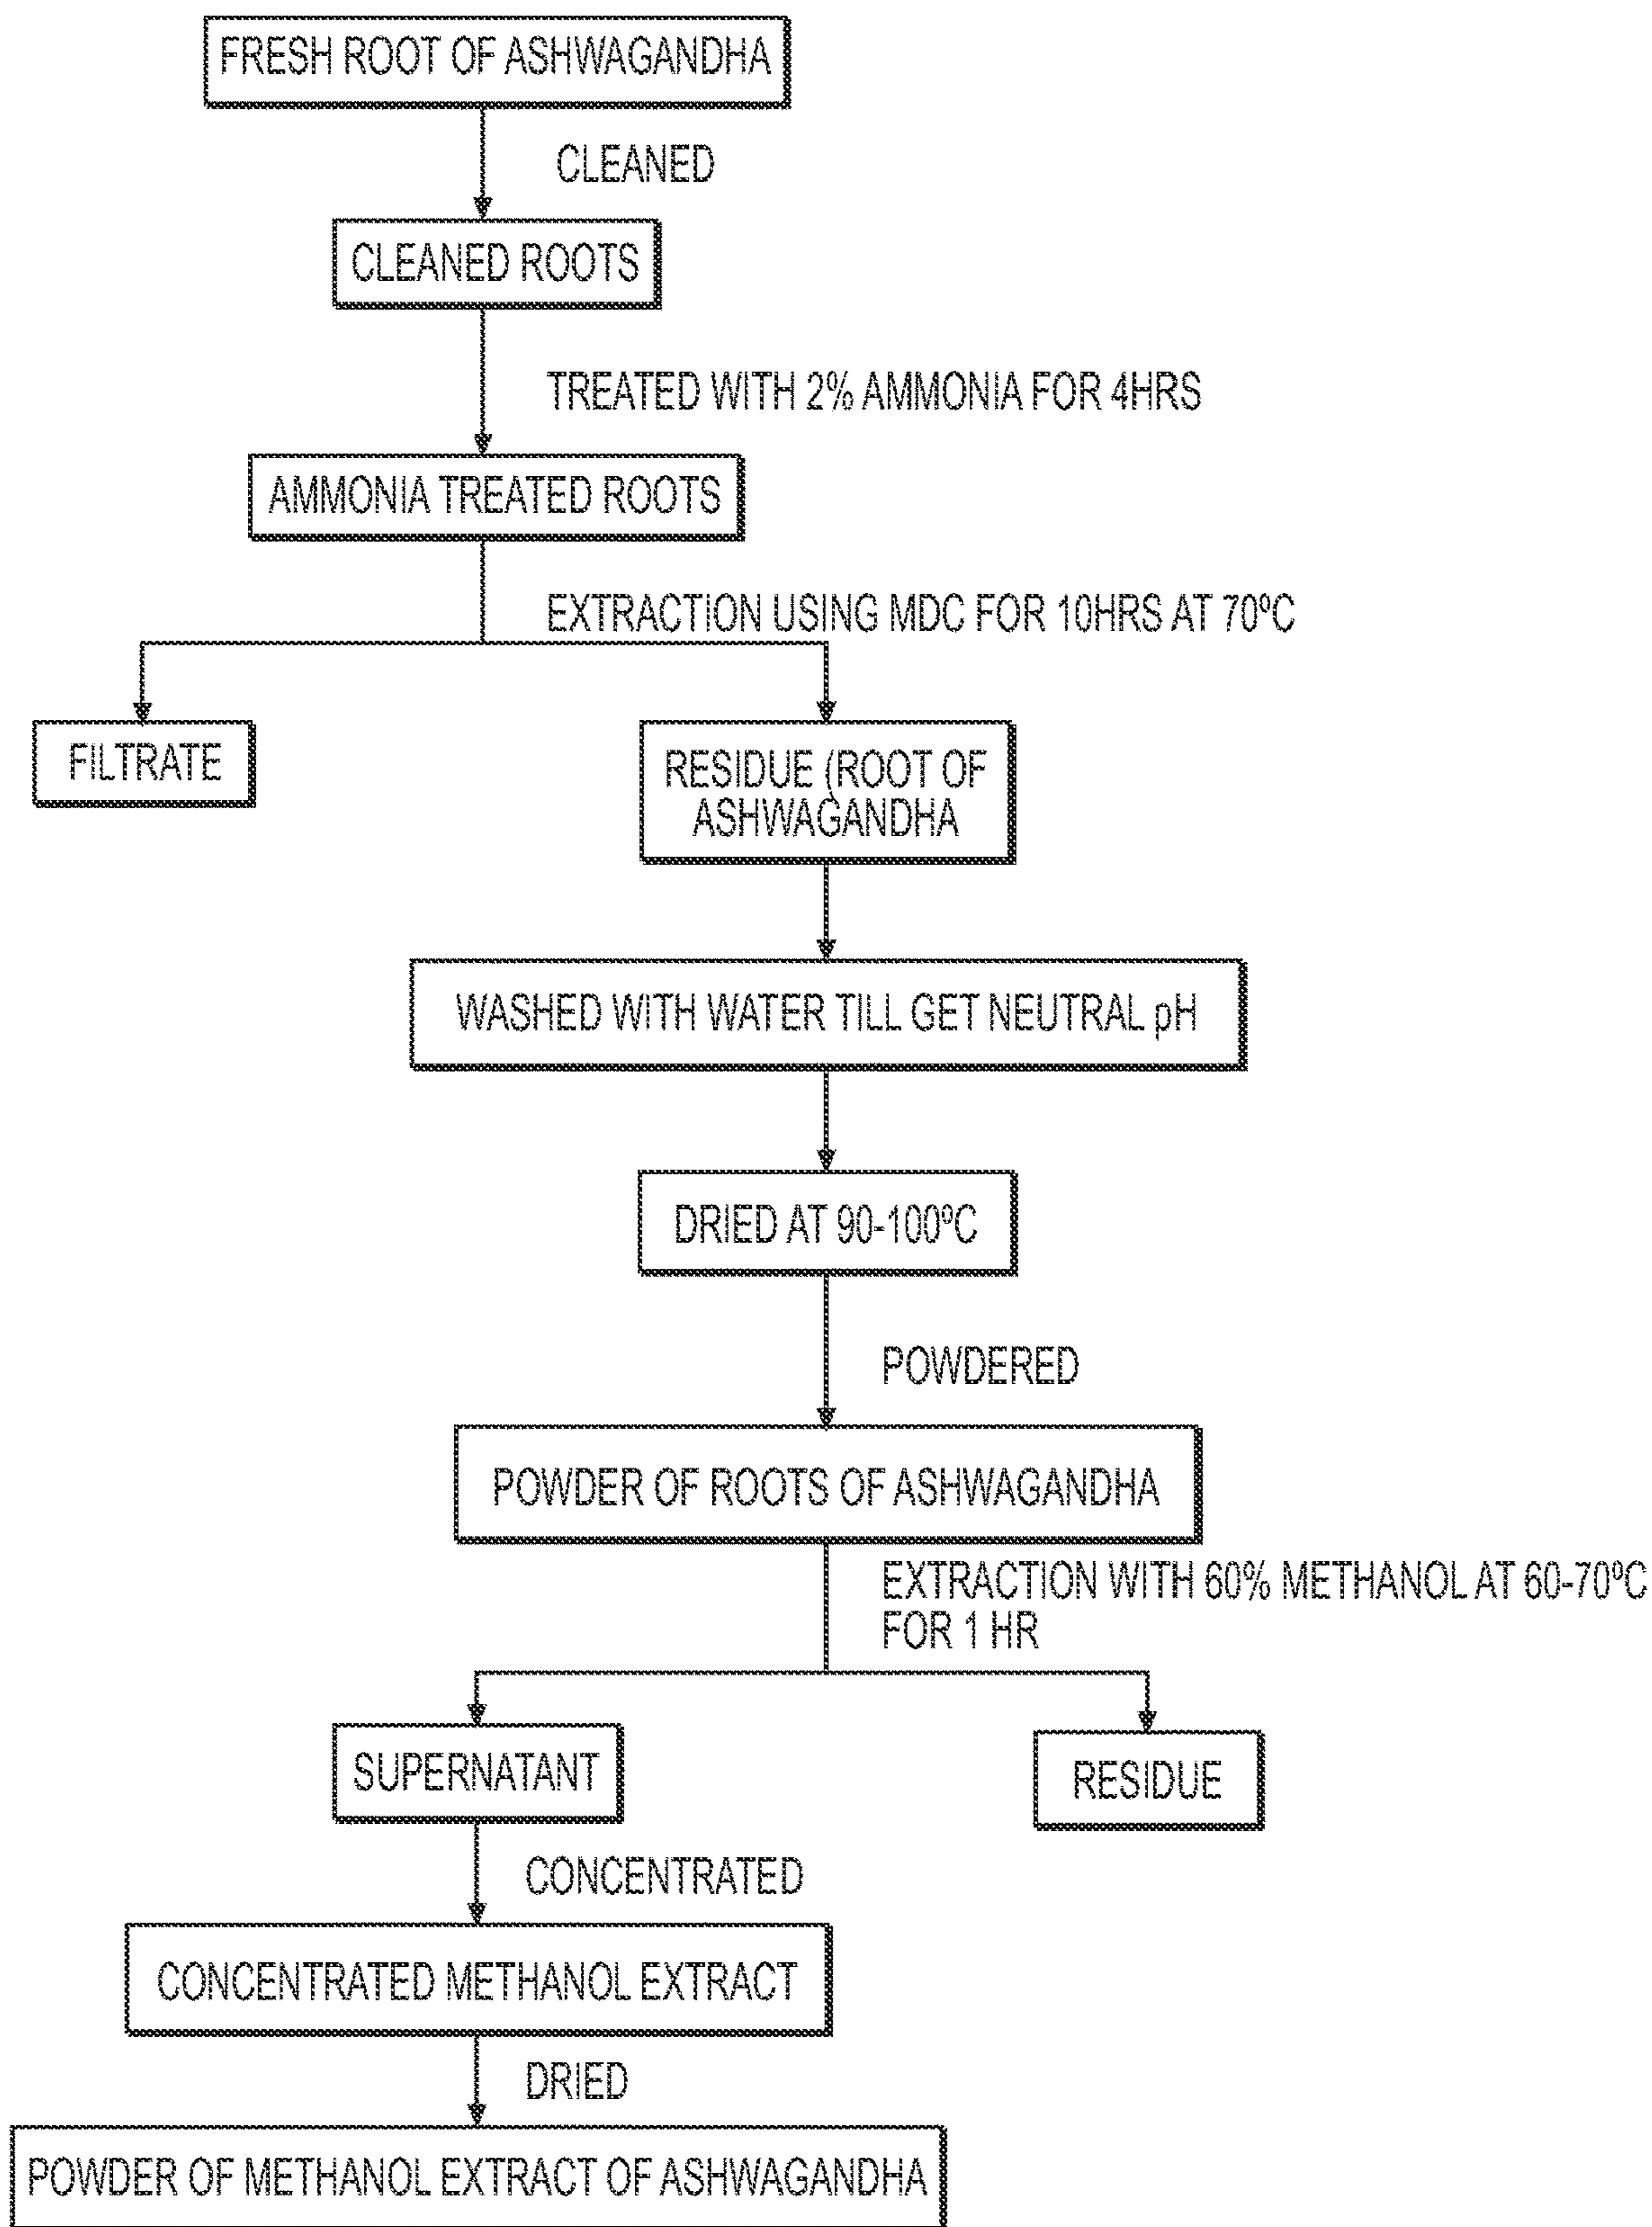 FRESH ROOT OF ASHWAGANDHA
CLEANED
CLEANED ROOTS
TREATED WITH 2% AMMONIA FOR 4HRS
AMMONIA TREATED ROOTS
EXTRACTION USING MDC FOR 10HRS AT 70ºC
FILTRATE
RESIDUE (ROOT OF
ASHWAGANDHA
WASHED WITH WATER TILL GET NEUTRAL pH
DRIED AT 90-100ºC
POWDERED
POWDER OF ROOTS OF ASHWAGANDHA
EXTRACTION WITH 60% METHANOL AT 60-70ºC
FOR 1 HR
SUPERNATANT
RESIDUE
CONCENTRATED
CONCENTRATED METHANOL EXTRACT
DRIED
POWDER OF METHANOL EXTRACT OF ASHWAGANDHA